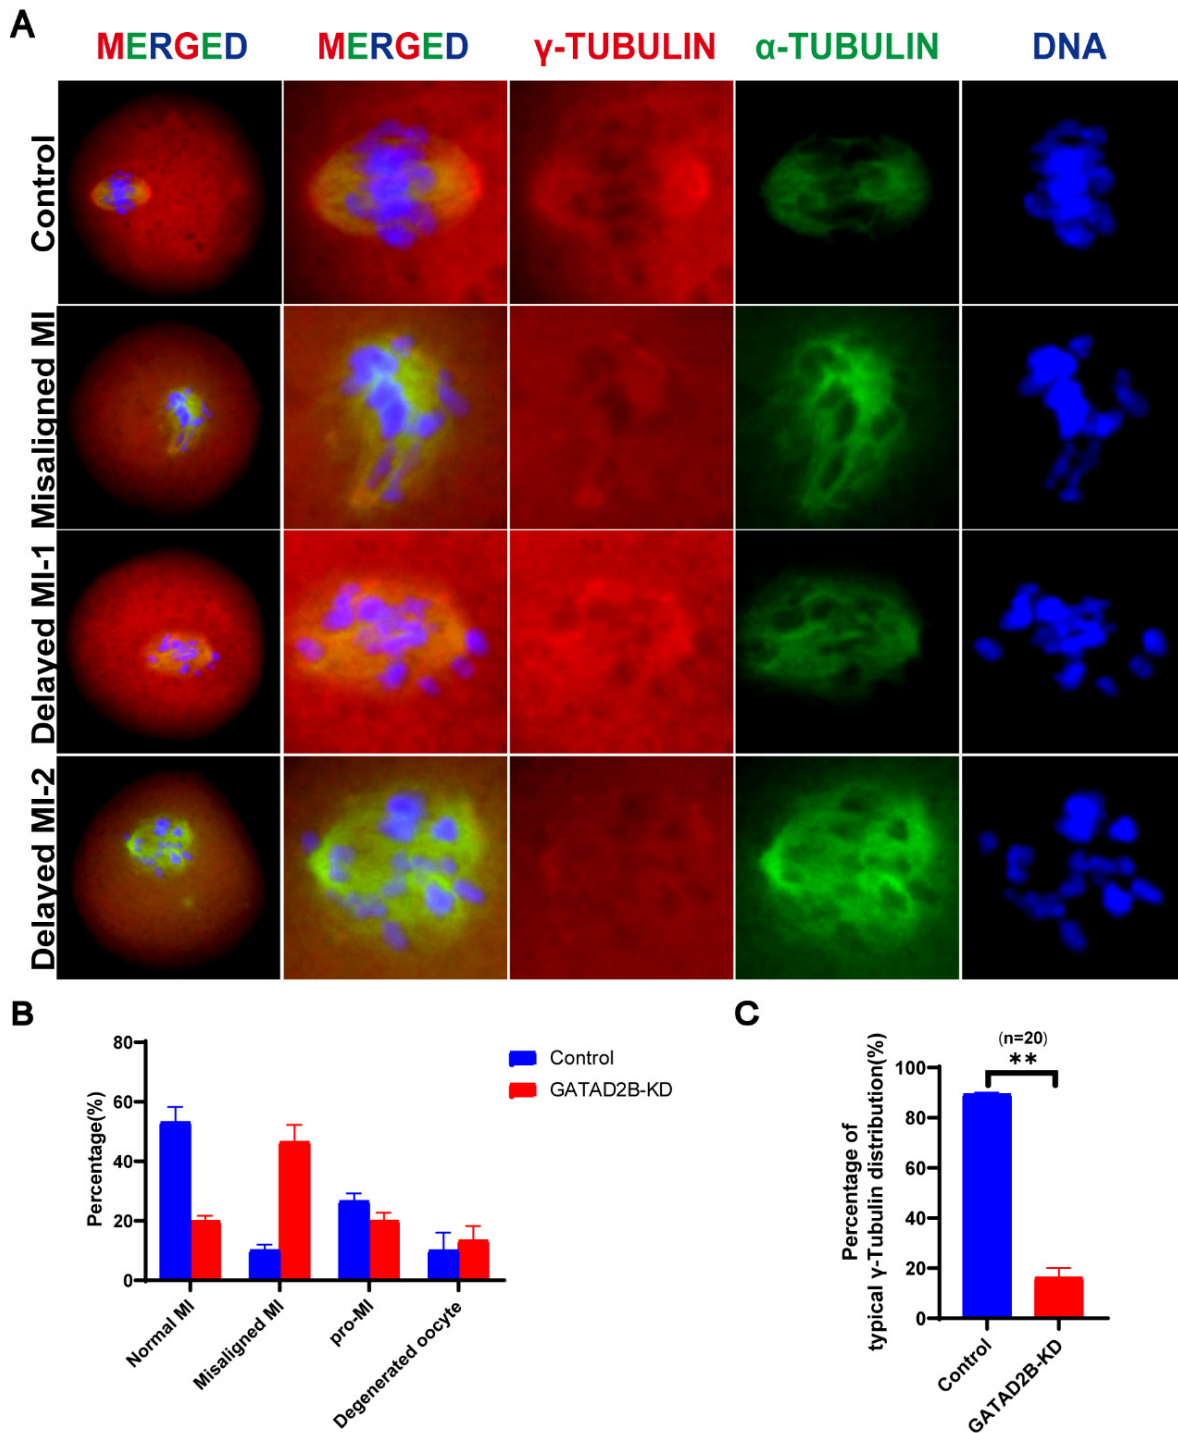 A
MERGED
MERGED
γ-TUBULIN
α-TUBULIN
DNA
Control
Misaligned MI
Delayed MI-1
Delayed MI-2
B
Percentage(%)
80
60
40
20
0
Normal MI
Misaligned MI
pro-MI
Degenerated oocyte
Control
GATAD2B-KD
C
Percentage of
typical γ-Tubulin distribution(%)
(n=20)
**
100
80
60
40
20
0
Control
GATAD2B-KD